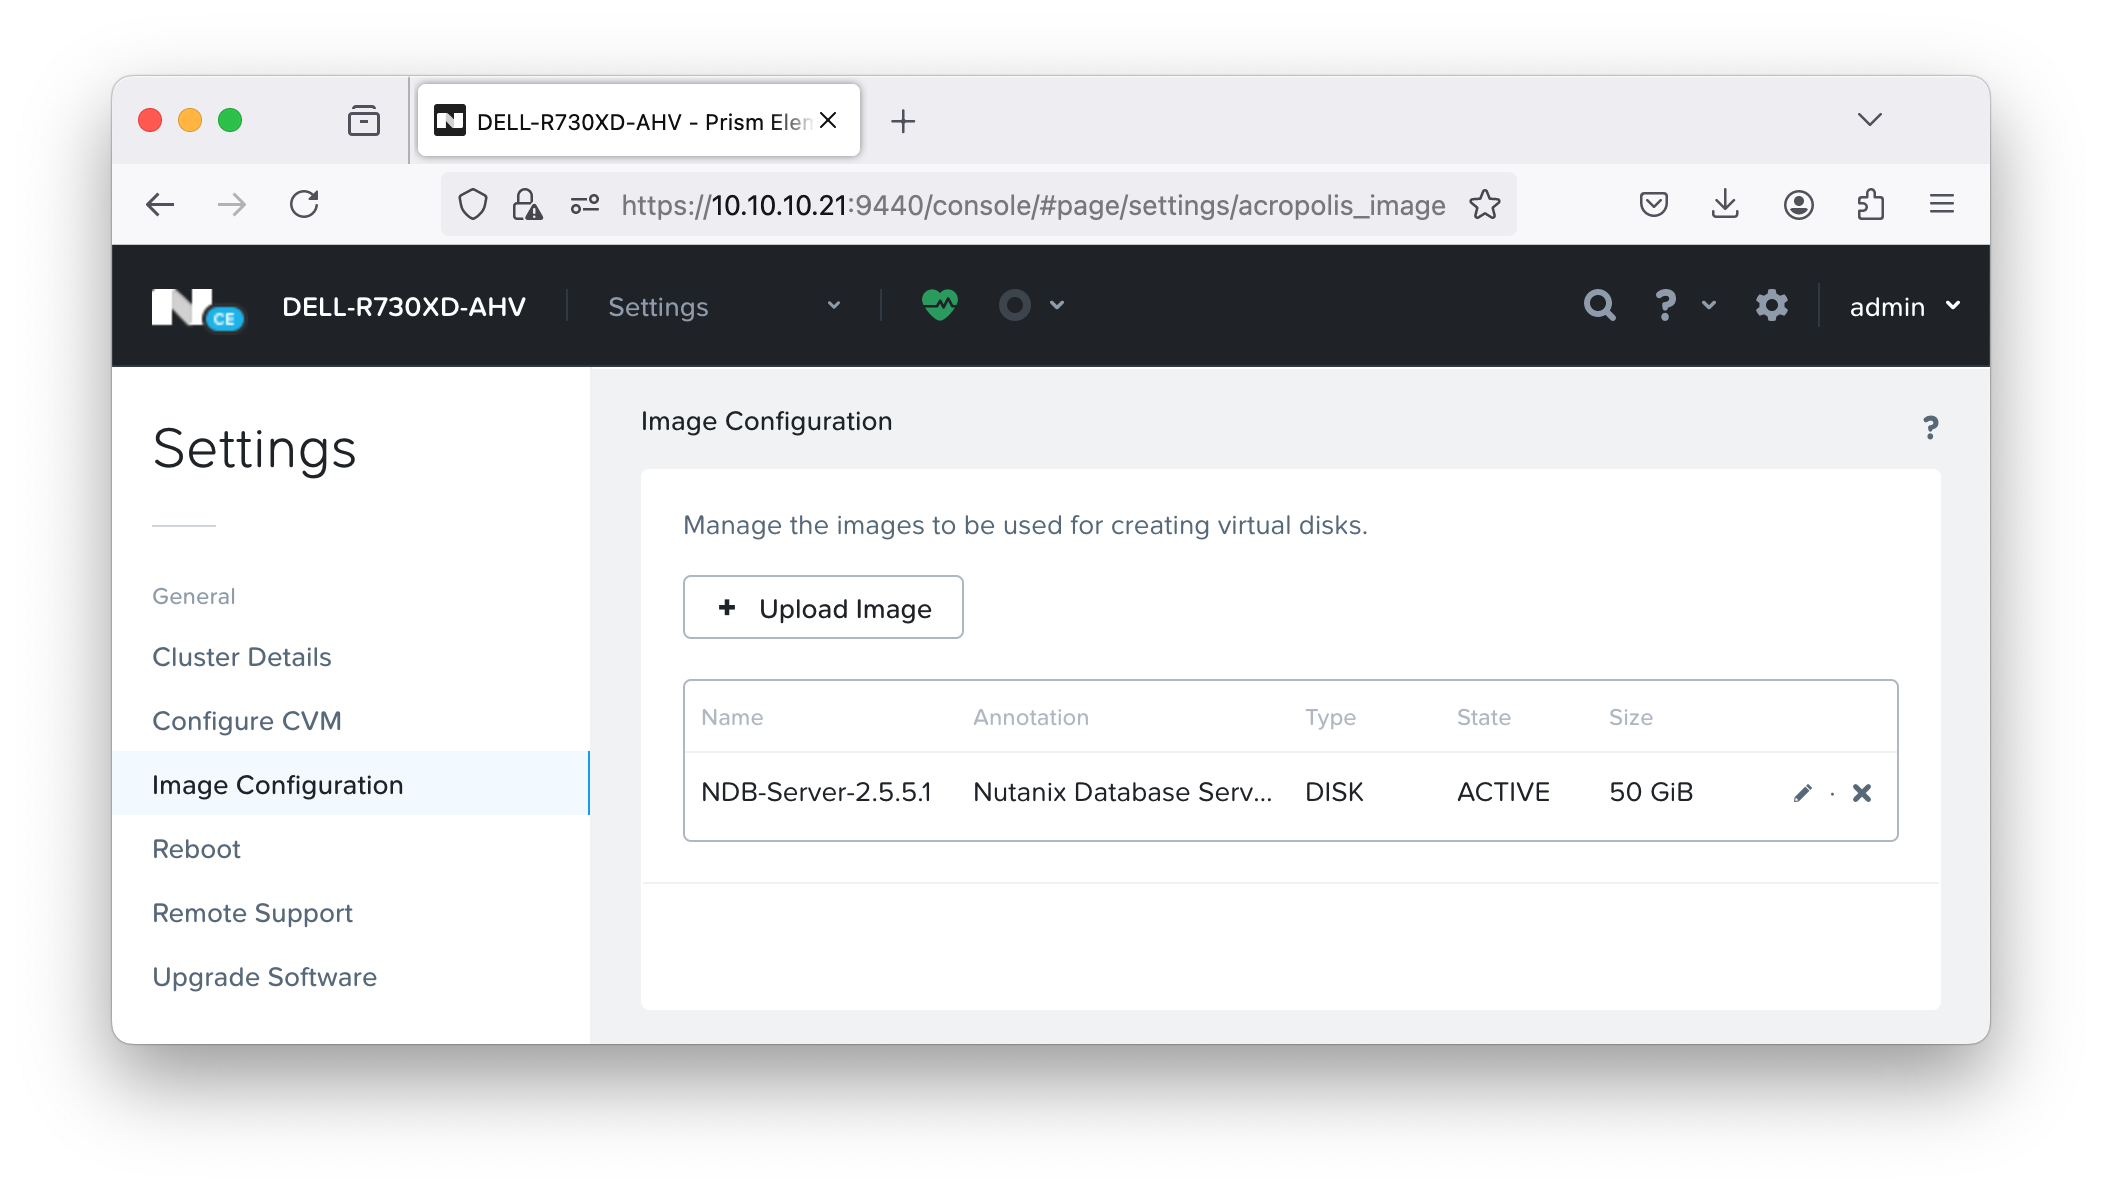 DELL-R730XD-AHV - Prism Elem
https://10.10.10.21:9440/console/#page/settings/acropolis_image
CE DELL-R730XD-AHV Settings ? admin
Settings
General
Cluster Details
Configure CVM
Image Configuration
Reboot
Remote Support
Upgrade Software
Image Configuration ?
Manage the images to be used for creating virtual disks.
+ Upload Image
Name Annotation Type State Size
NDB-Server-2.5.5.1 Nutanix Database Serv... DISK ACTIVE 50 GiB